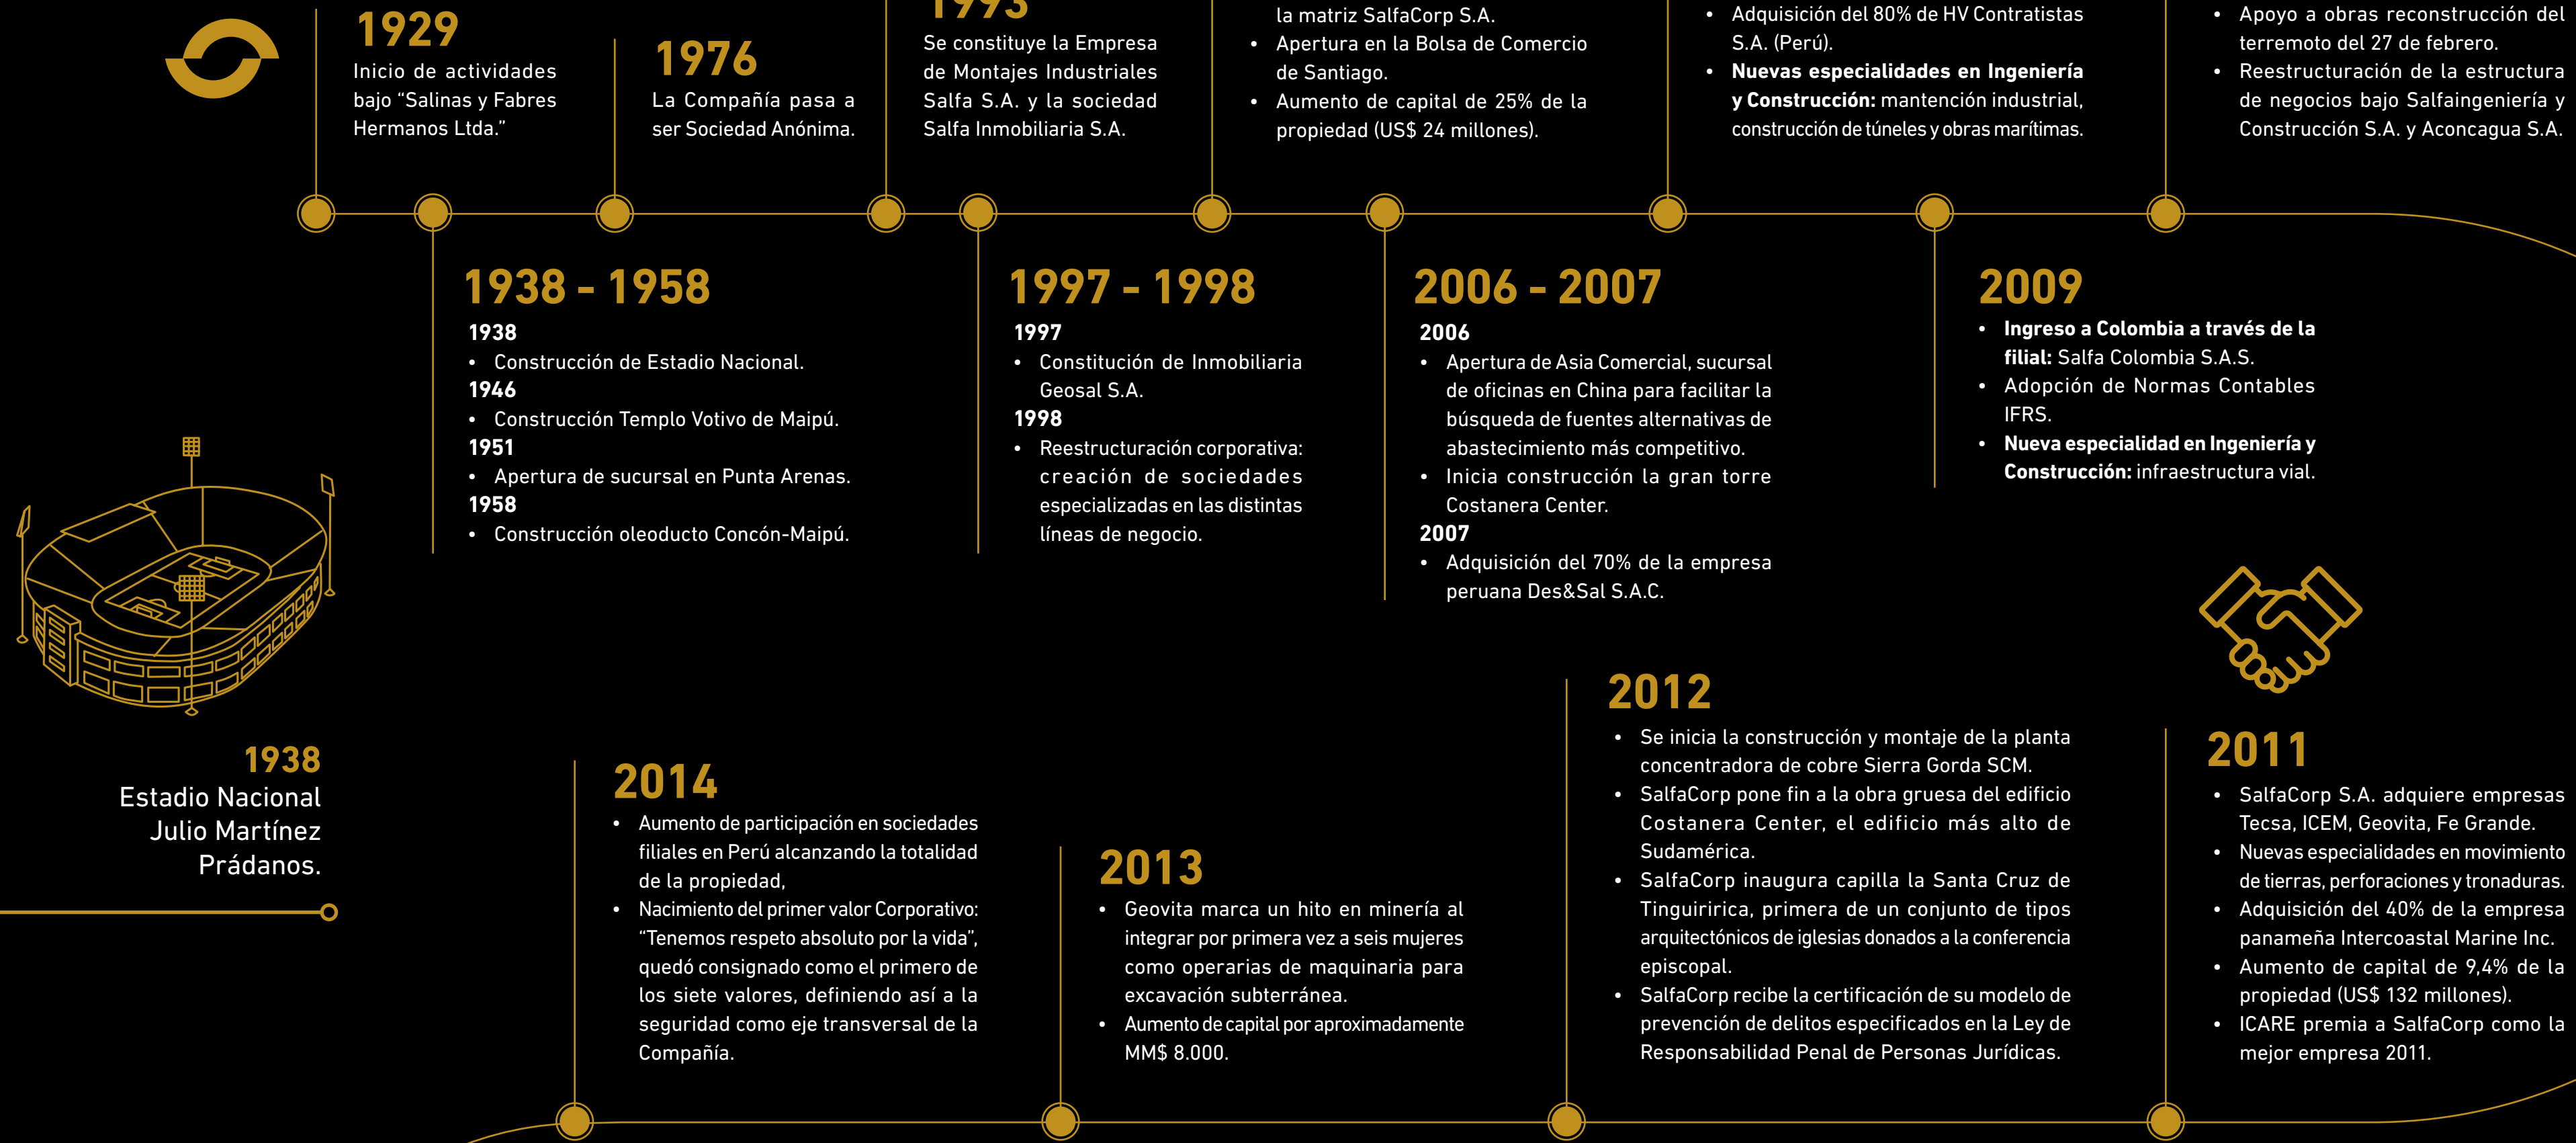 1929
Inicio de actividades
bajo “Salinas y Fabres
Hermanos Ltda.”
1976
La Compañía pasa a
ser Sociedad Anónima.
1993
Se constituye la Empresa
de Montajes Industriales
Salfa S.A. y la sociedad
Salfa Inmobiliaria S.A.
la matriz SalfaCorp S.A.
• Apertura en la Bolsa de Comercio
de Santiago.
• Aumento de capital de 25% de la
propiedad (US$ 24 millones).
• Adquisición del 80% de HV Contratistas
S.A. (Perú).
• Nuevas especialidades en Ingeniería
y Construcción: mantención industrial,
construcción de túneles y obras marítimas.
• Apoyo a obras reconstrucción del
terremoto del 27 de febrero.
• Reestructuración de la estructura
de negocios bajo Salfaingeniería y
Construcción S.A. y Aconcagua S.A.
1938 - 1958
1938
• Construcción de Estadio Nacional.
1946
• Construcción Templo Votivo de Maipú.
1951
• Apertura de sucursal en Punta Arenas.
1958
• Construcción oleoducto Concón-Maipú.
1997 - 1998
1997
• Constitución de Inmobiliaria
Geosal S.A.
1998
• Reestructuración corporativa:
creación de sociedades
especializadas en las distintas
líneas de negocio.
2006 - 2007
2006
• Apertura de Asia Comercial, sucursal
de oficinas en China para facilitar la
búsqueda de fuentes alternativas de
abastecimiento más competitivo.
• Inicia construcción la gran torre
Costanera Center.
2007
• Adquisición del 70% de la empresa
peruana Des&Sal S.A.C.
2009
• Ingreso a Colombia a través de la
filial: Salfa Colombia S.A.S.
• Adopción de Normas Contables
IFRS.
• Nueva especialidad en Ingeniería y
Construcción: infraestructura vial.
1938
Estadio Nacional
Julio Martínez
Prádanos.
2014
• Aumento de participación en sociedades
filiales en Perú alcanzando la totalidad
de la propiedad,
• Nacimiento del primer valor Corporativo:
“Tenemos respeto absoluto por la vida”,
quedó consignado como el primero de
los siete valores, definiendo así a la
seguridad como eje transversal de la
Compañía.
2013
• Geovita marca un hito en minería al
integrar por primera vez a seis mujeres
como operarias de maquinaria para
excavación subterránea.
• Aumento de capital por aproximadamente
MM$ 8.000.
2012
• Se inicia la construcción y montaje de la planta
concentradora de cobre Sierra Gorda SCM.
• SalfaCorp pone fin a la obra gruesa del edificio
Costanera Center, el edificio más alto de
Sudamérica.
• SalfaCorp inaugura capilla la Santa Cruz de
Tinguiririca, primera de un conjunto de tipos
arquitectónicos de iglesias donados a la conferencia
episcopal.
• SalfaCorp recibe la certificación de su modelo de
prevención de delitos especificados en la Ley de
Responsabilidad Penal de Personas Jurídicas.
2011
• SalfaCorp S.A. adquiere empresas
Tecsa, ICEM, Geovita, Fe Grande.
• Nuevas especialidades en movimiento
de tierras, perforaciones y tronaduras.
• Adquisición del 40% de la empresa
panameña Intercoastal Marine Inc.
• Aumento de capital de 9,4% de la
propiedad (US$ 132 millones).
• ICARE premia a SalfaCorp como la
mejor empresa 2011.